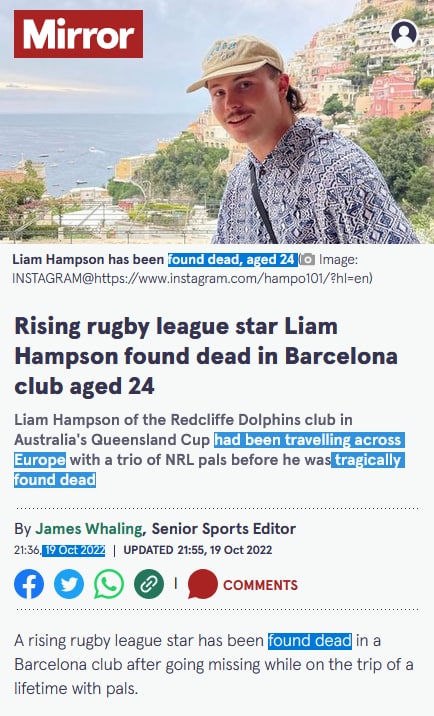 Mirror
Liam Hampson has been found dead, aged 24 ( Image:
INSTAGRAM@https://www.instagram.com/hampo101/?hl=en)
Rising rugby league star Liam
Hampson found dead in Barcelona
club aged 24
Liam Hampson of the Redcliffe Dolphins club in
Australia's Queensland Cup had been travelling across
Europe with a trio of NRL pals before he was tragically
found dead
By James Whaling, Senior Sports Editor
21:36, 19 Oct 2022 | UPDATED 21:55, 19 Oct 2022
| COMMENTS
A rising rugby league star has been found dead in a
Barcelona club after going missing while on the trip of a
lifetime with pals.